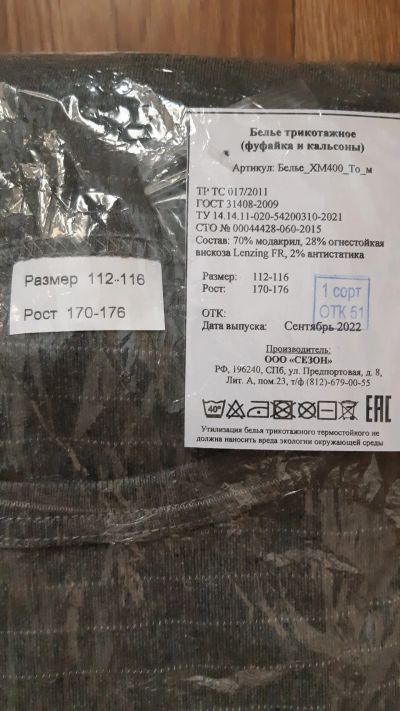 Белье трикотажное
(фуфайка и кальсоны)
Артикул: Белье_ХМ400_То_м
ТР ТС 017/2011
ГОСТ 31408-2009
ТУ 14.14.11-020-54200310-2021
СТО № 00044428-060-2015
Состав: 70% модакрил, 28% огнестойкая
вискоза Lenzing FR, 2% антистатика
Размер: 112-116
Рост: 170-176
1 сорт
ОТК 51
ОТК:
Дата выпуска: Сентябрь 2022
Производитель:
ООО «СЕЗОН»
РФ, 196240, СПб, ул. Предпортовая, д. 8,
Лит. А, пом.23, т/ф (812)-679-00-55
40°
EAC
Утилизация белья трикотажного термостойкого не
должна наносить вреда экологии окружающей среды
Размер 112-116
Рост 170-176